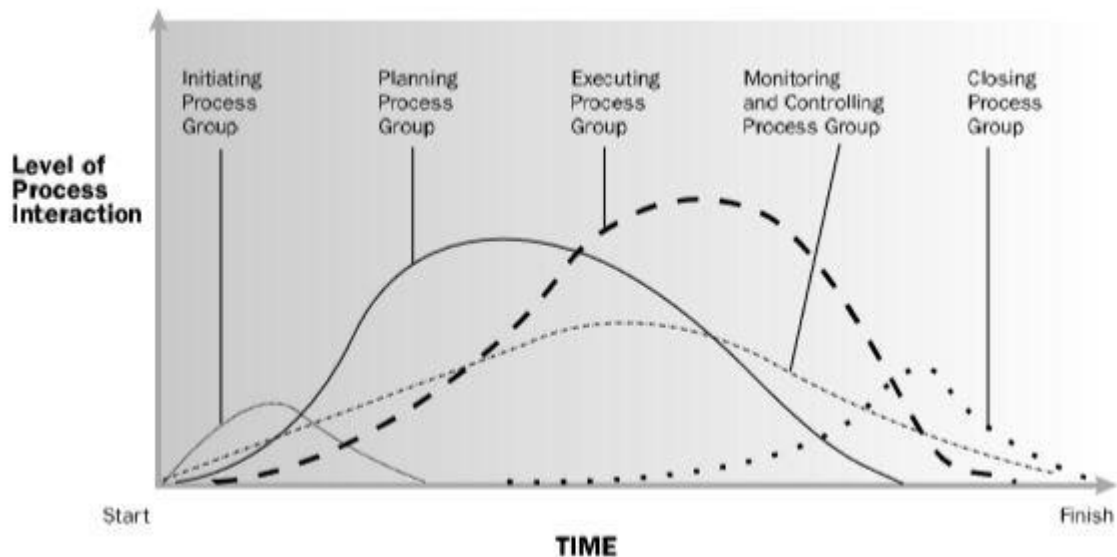 Initiating
Process
Group
Planning
Process
Group
Executing
Process
Group
Monitoring
and Controlling
Process Group
Closing
Process
Group
Level of
Process
Interaction
Start
Finish
TIME